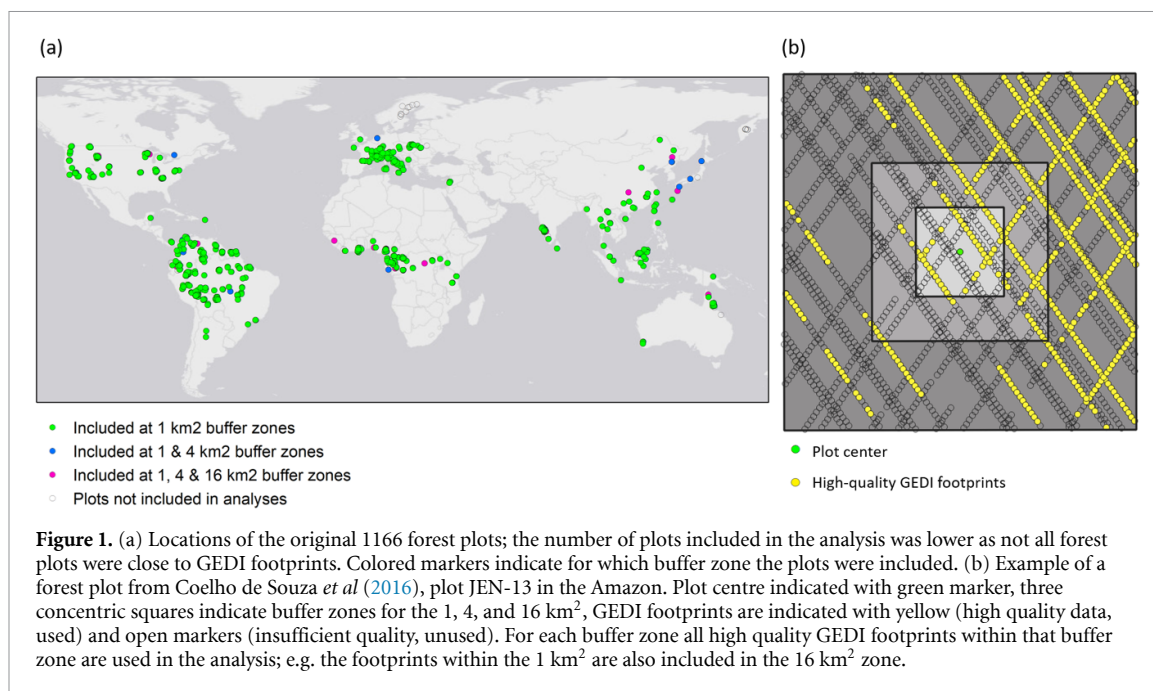 (a)
(b)
Included at 1 km2 buffer zones
Included at 1 & 4 km2 buffer zones
Included at 1, 4 & 16 km2 buffer zones
Plots not included in analyses
Plot center
High-quality GEDI footprints
Figure 1. (a) Locations of the original 1166 forest plots; the number of plots included in the analysis was lower as not all forest
plots were close to GEDI footprints. Colored markers indicate for which buffer zone the plots were included. (b) Example of a
forest plot from Coelho de Souza et al (2016), plot JEN-13 in the Amazon. Plot centre indicated with green marker, three
concentric squares indicate buffer zones for the 1, 4, and 16 km², GEDI footprints are indicated with yellow (high quality data,
used) and open markers (insufficient quality, unused). For each buffer zone all high quality GEDI footprints within that buffer
zone are used in the analysis; e.g. the footprints within the 1 km² are also included in the 16 km² zone.